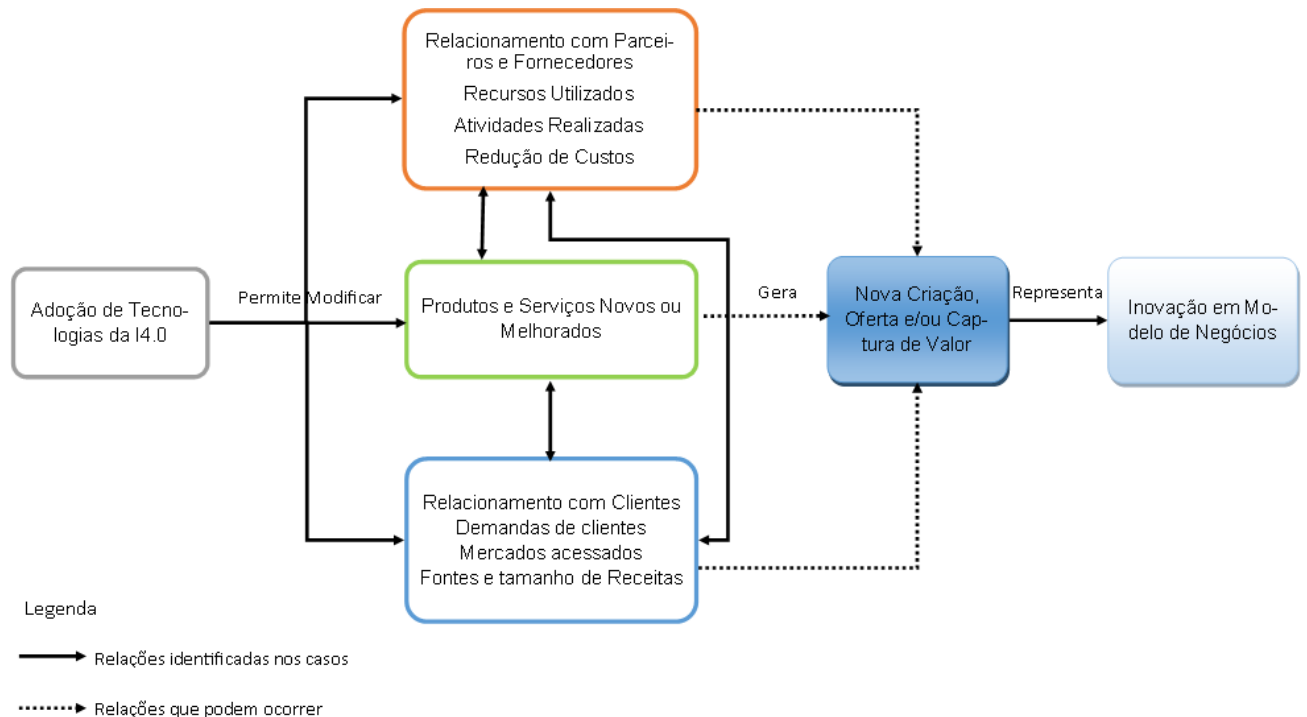 Relacionamento com Parcei-
ros e Fornecedores
Recursos Utilizados
Atividades Realizadas
Redução de Custos
Adoção de Tecno-
logias da I4.0
Permite Modificar
Produtos e Serviços Novos ou
Melhorados
Gera
Nova Criação,
Oferta e/ou Cap-
tura de Valor
Representa
Inovação em Mo-
delo de Negócios
Relacionamento com Clientes
Demandas de clientes
Mercados acessados
Fontes e tamanho de Receitas
Legenda
Relações identificadas nos casos
Relações que podem ocorrer